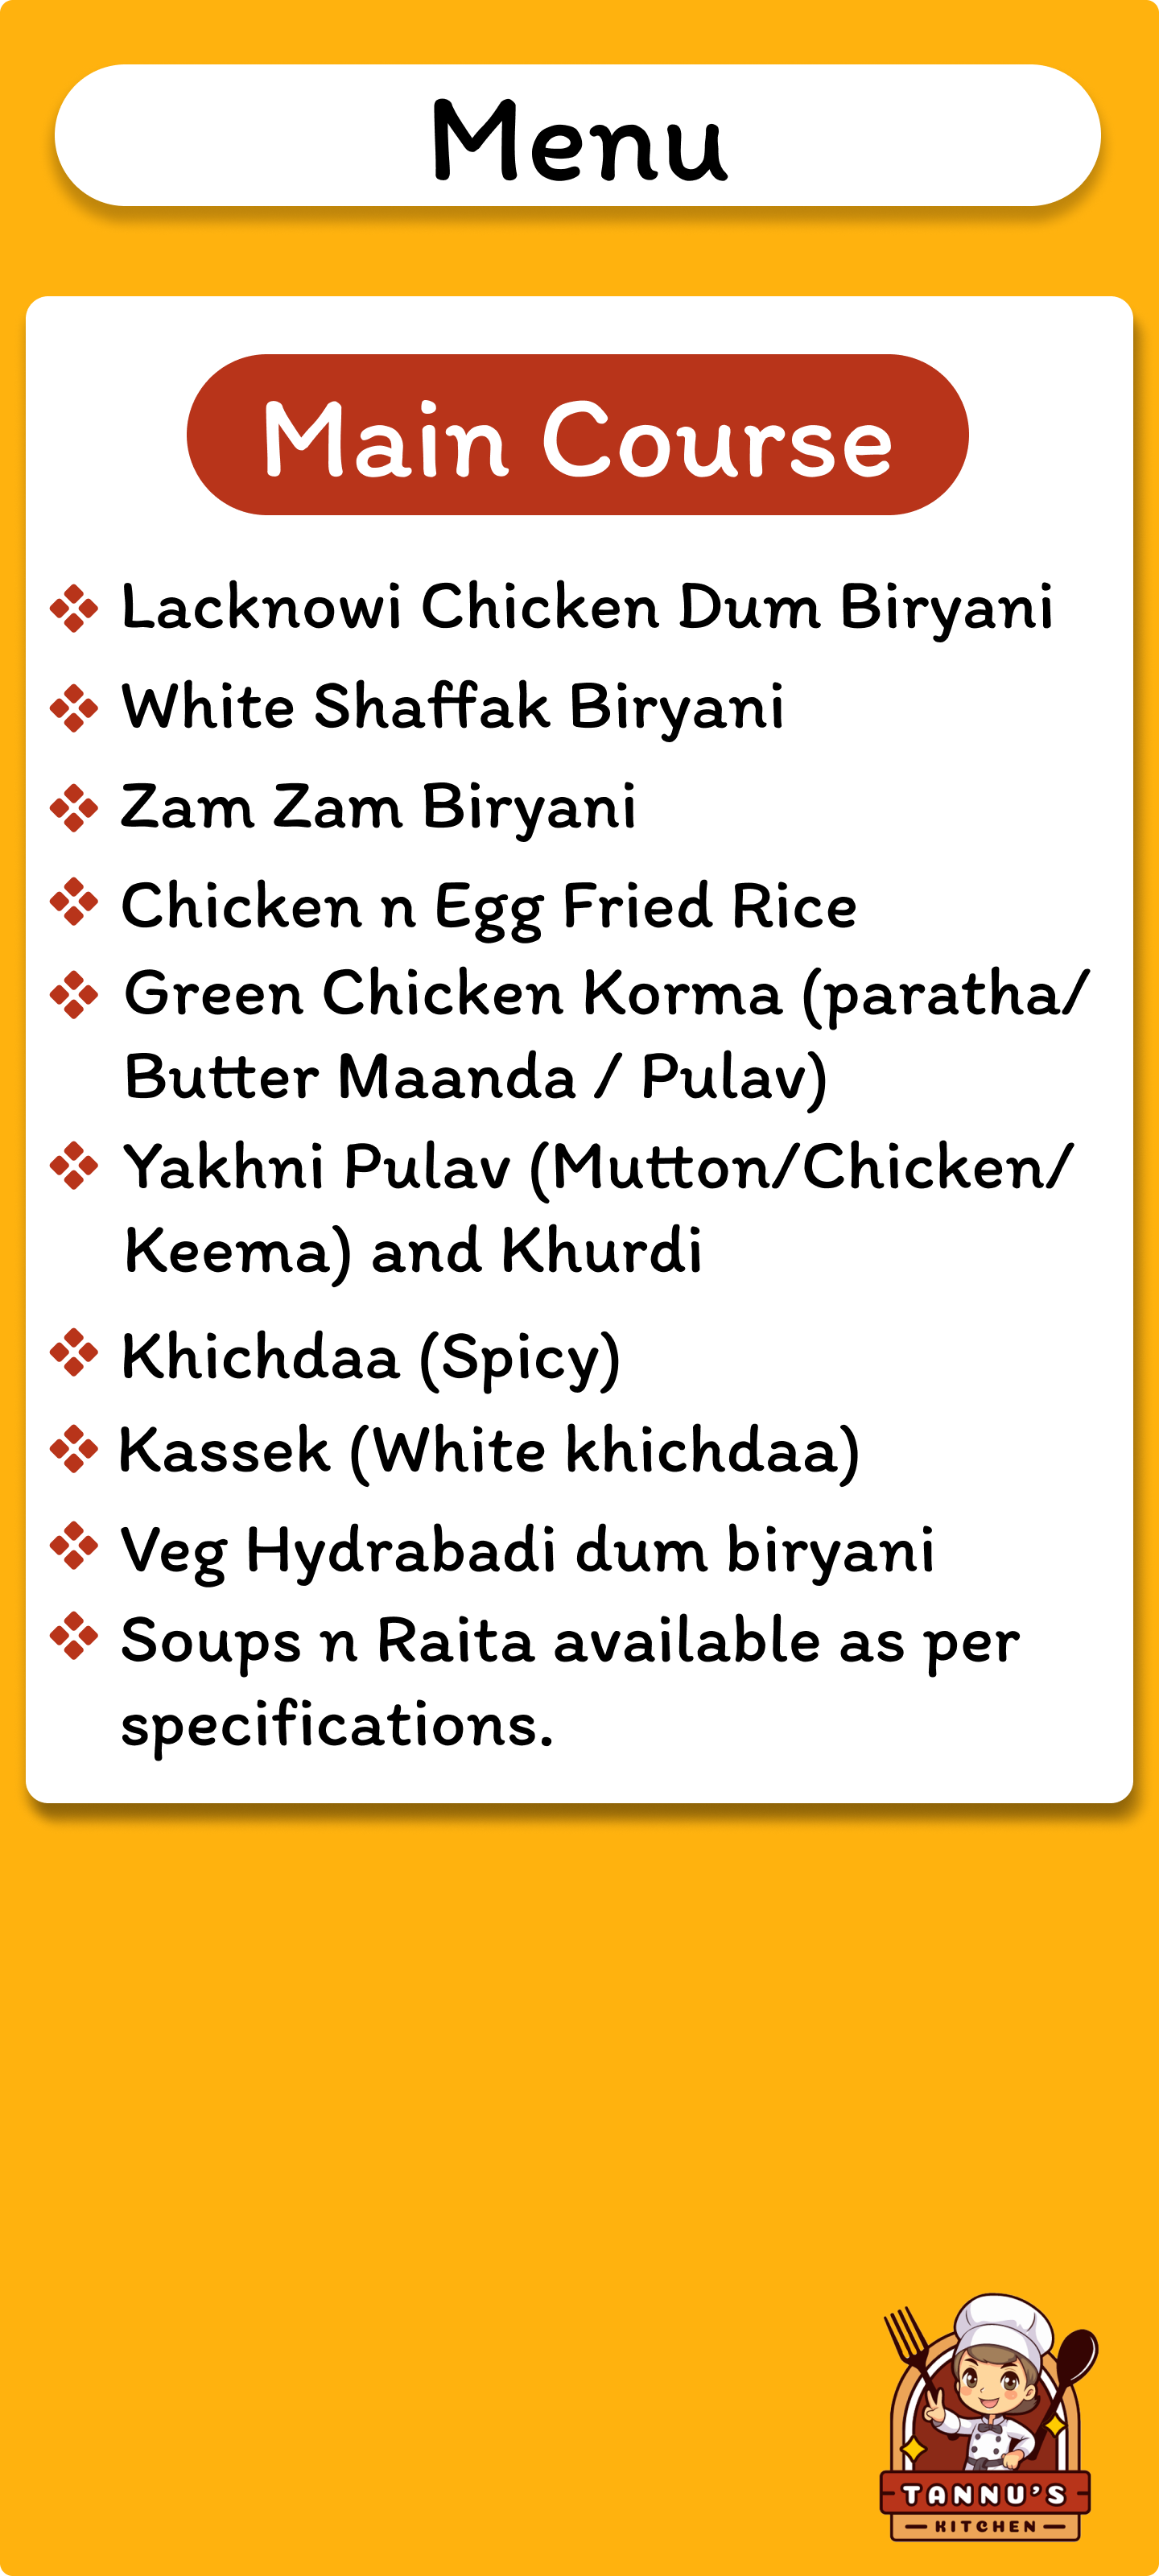 Menu
Main Course
Lacknowi Chicken Dum Biryani
White Shaffak Biryani
Zam Zam Biryani
Chicken n Egg Fried Rice
Green Chicken Korma (paratha/
Butter Maanda / Pulav)
Yakhni Pulav (Mutton/Chicken/
Keema) and Khurdi
Khichdaa (Spicy)
Kassek (White khichdaa)
Veg Hydrabadi dum biryani
Soups n Raita available as per
specifications.
TANNU'S
KITCHEN